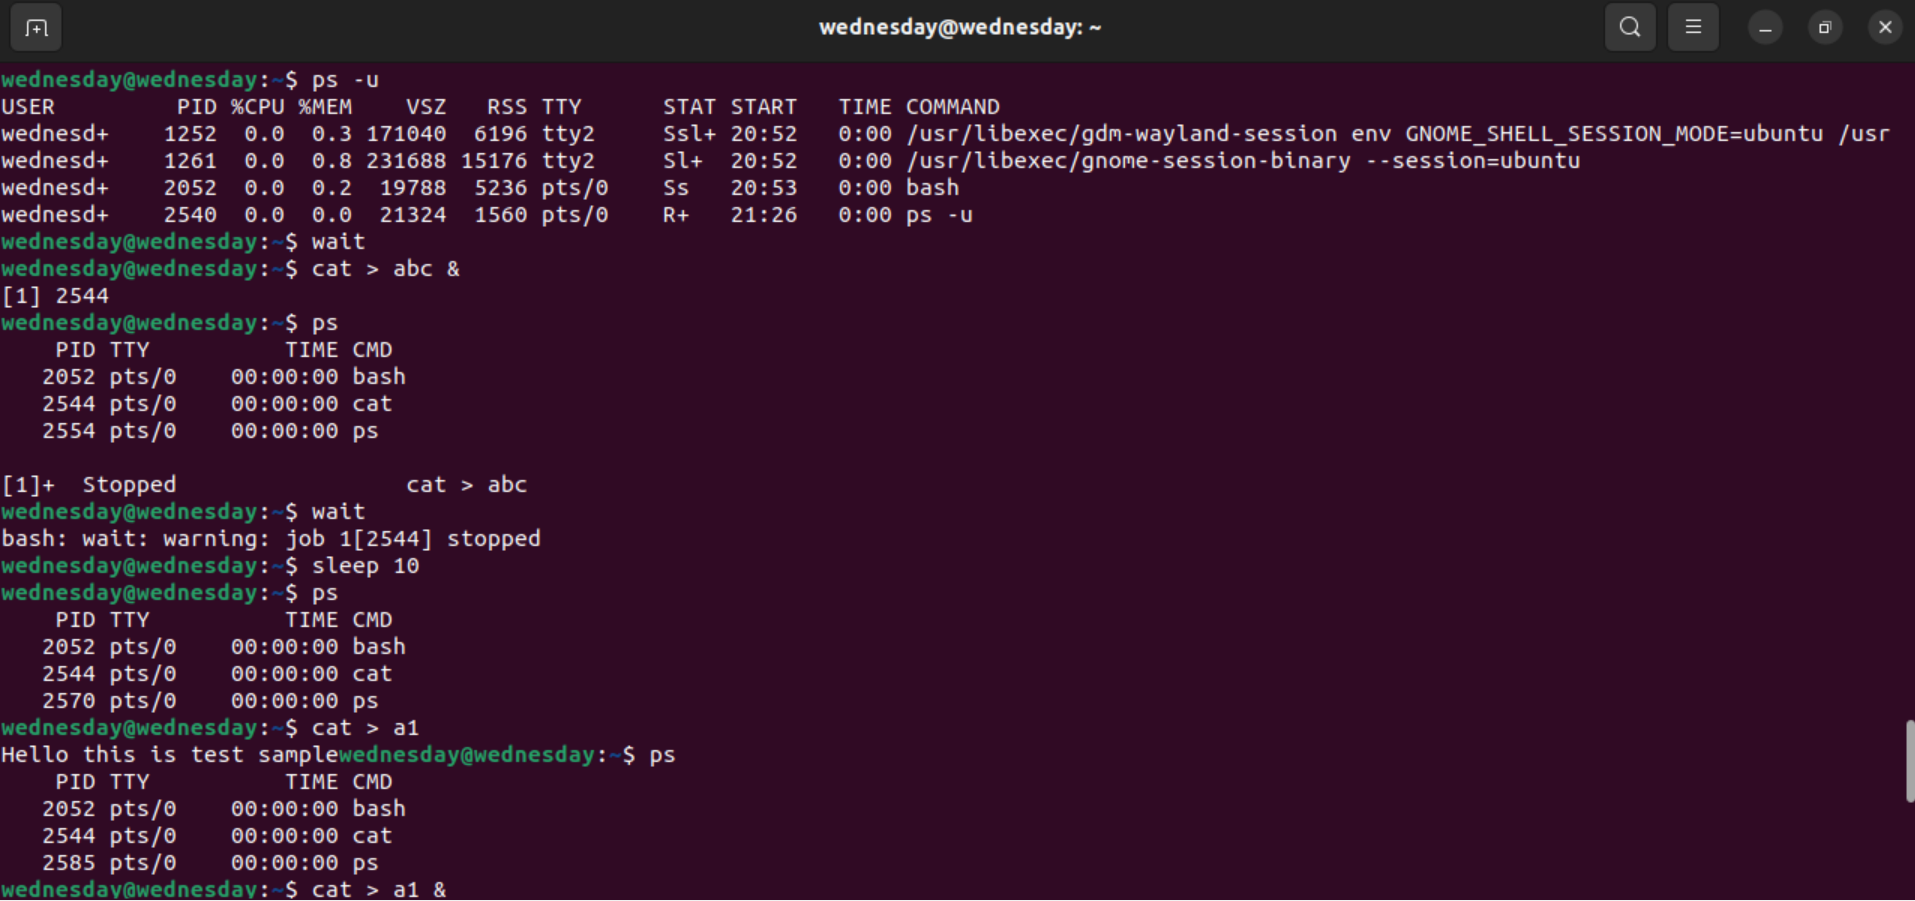 wednesday@wednesday: ~
wednesday@wednesday:~$ ps -u
USER         PID %CPU %MEM    VSZ   RSS TTY      STAT START   TIME COMMAND
wednesd+    1252  0.0  0.3 171040  6196 tty2     Ssl+ 20:52   0:00 /usr/libexec/gdm-wayland-session env GNOME_SHELL_SESSION_MODE=ubuntu /usr
wednesd+    1261  0.0  0.8 231688 15176 tty2     Sl+  20:52   0:00 /usr/libexec/gnome-session-binary --session=ubuntu
wednesd+    2052  0.0  0.2  19788  5236 pts/0    Ss   20:53   0:00 bash
wednesd+    2540  0.0  0.0  21324  1560 pts/0    R+   21:26   0:00 ps -u
wednesday@wednesday:~$ wait
wednesday@wednesday:~$ cat > abc &
[1] 2544
wednesday@wednesday:~$ ps
    PID TTY          TIME CMD
   2052 pts/0    00:00:00 bash
   2544 pts/0    00:00:00 cat
   2554 pts/0    00:00:00 ps
[1]+  Stopped                 cat > abc
wednesday@wednesday:~$ wait
bash: wait: warning: job 1[2544] stopped
wednesday@wednesday:~$ sleep 10
wednesday@wednesday:~$ ps
    PID TTY          TIME CMD
   2052 pts/0    00:00:00 bash
   2544 pts/0    00:00:00 cat
   2570 pts/0    00:00:00 ps
wednesday@wednesday:~$ cat > a1
Hello this is test samplewednesday@wednesday:~$ ps
    PID TTY          TIME CMD
   2052 pts/0    00:00:00 bash
   2544 pts/0    00:00:00 cat
   2585 pts/0    00:00:00 ps
wednesday@wednesday:~$ cat > a1 &